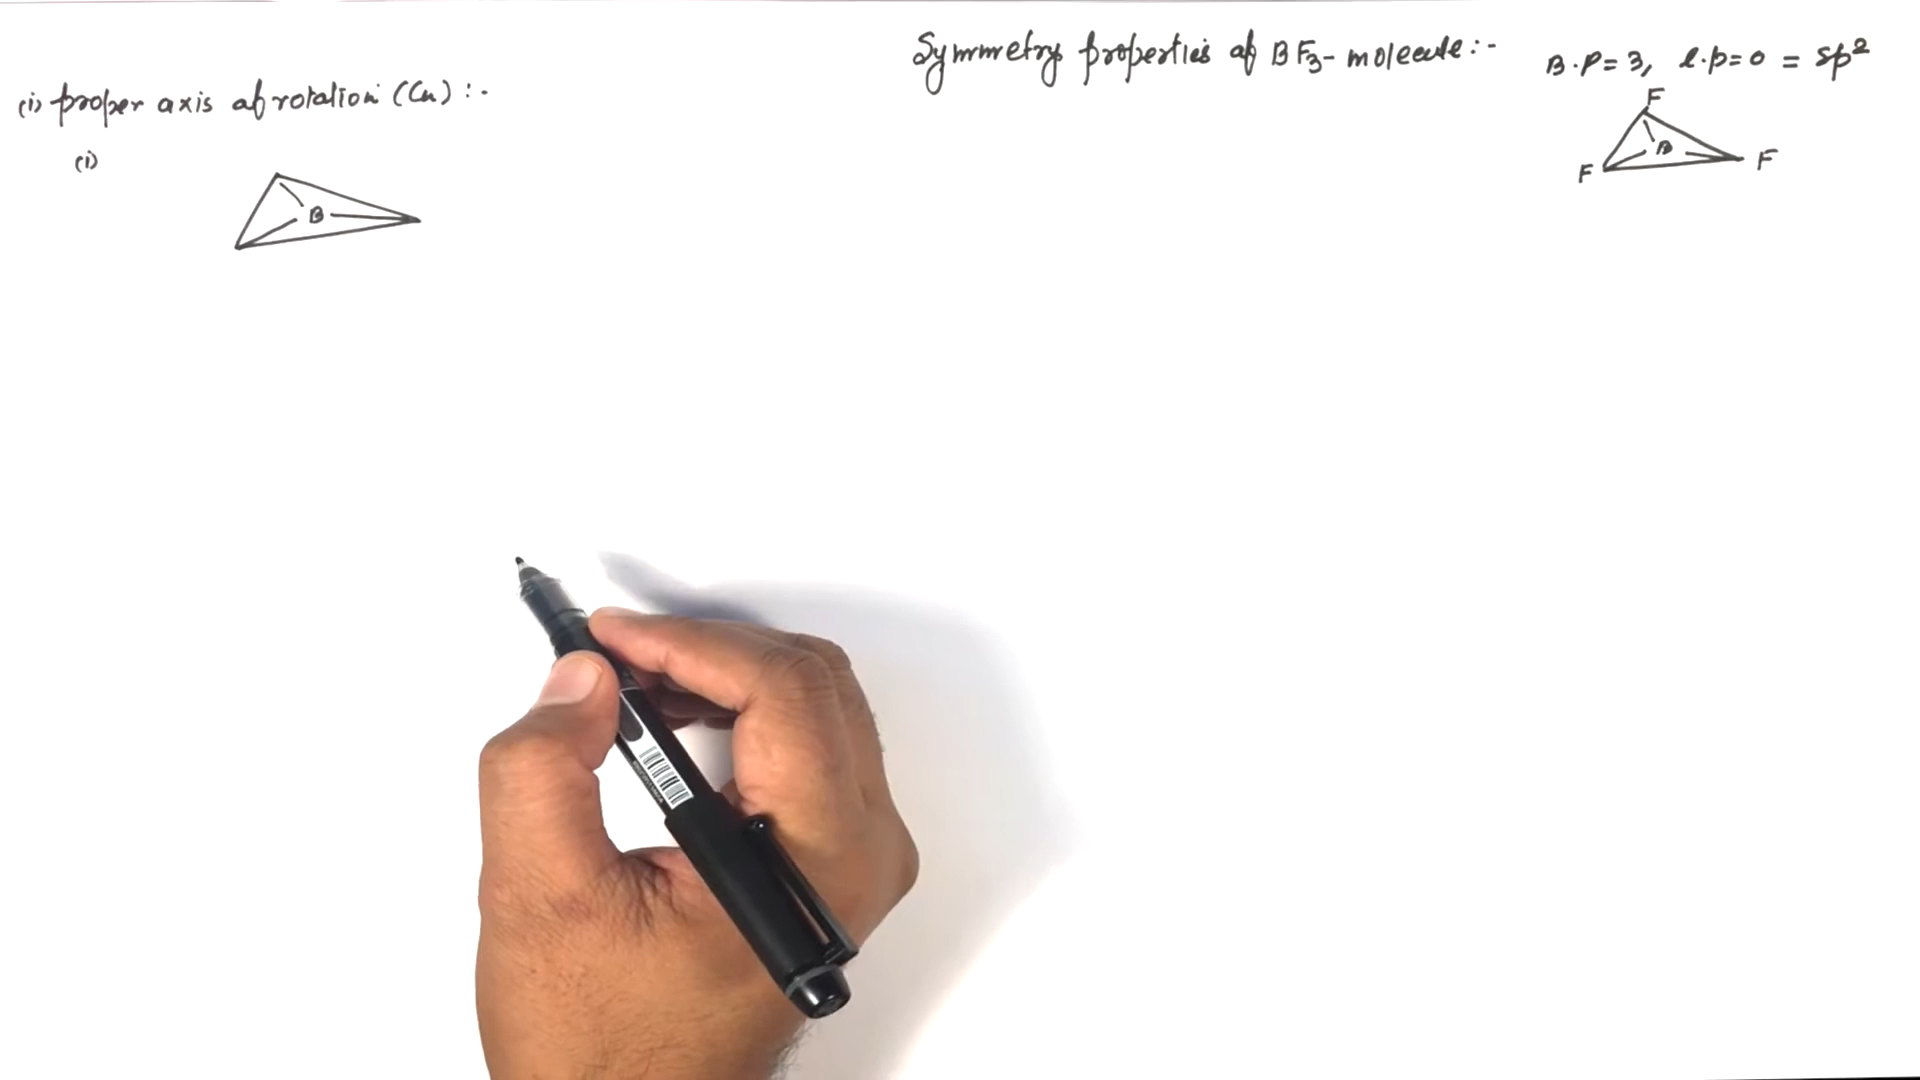 Symmetry properties of BF3- molecule:-
B.P=3, l.p=0 = sp²
F
B
F F
(i) proper axis of rotation (Cn) :-
(i)
B